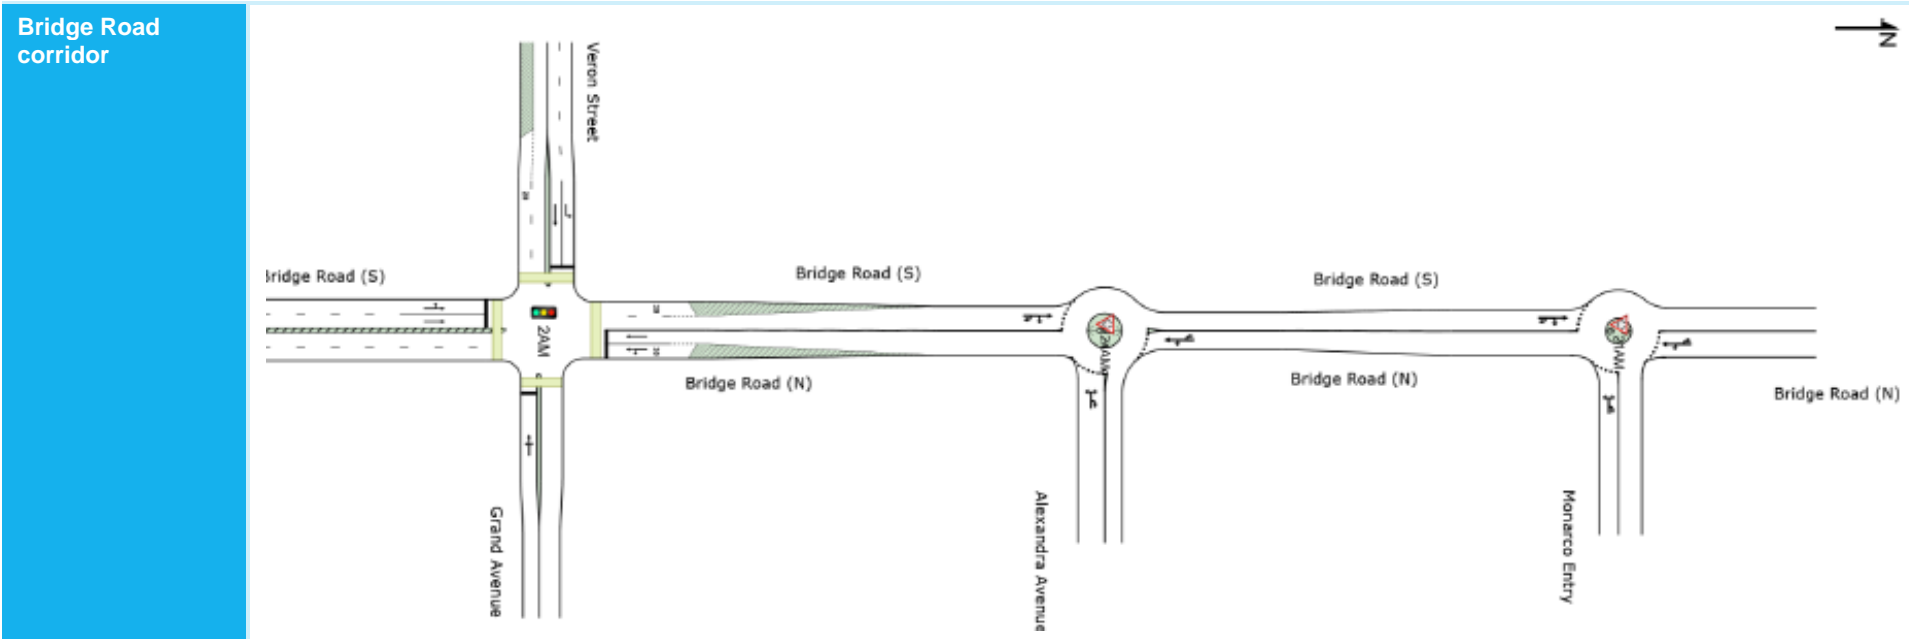 Bridge Road
corridor
N
Veron Street
Bridge Road (S)
Bridge Road (S)
Bridge Road (S)
2AM
Bridge Road (N)
Bridge Road (N)
Bridge Road (N)
Grand Avenue
Alexandra Avenue
Monarco Entry